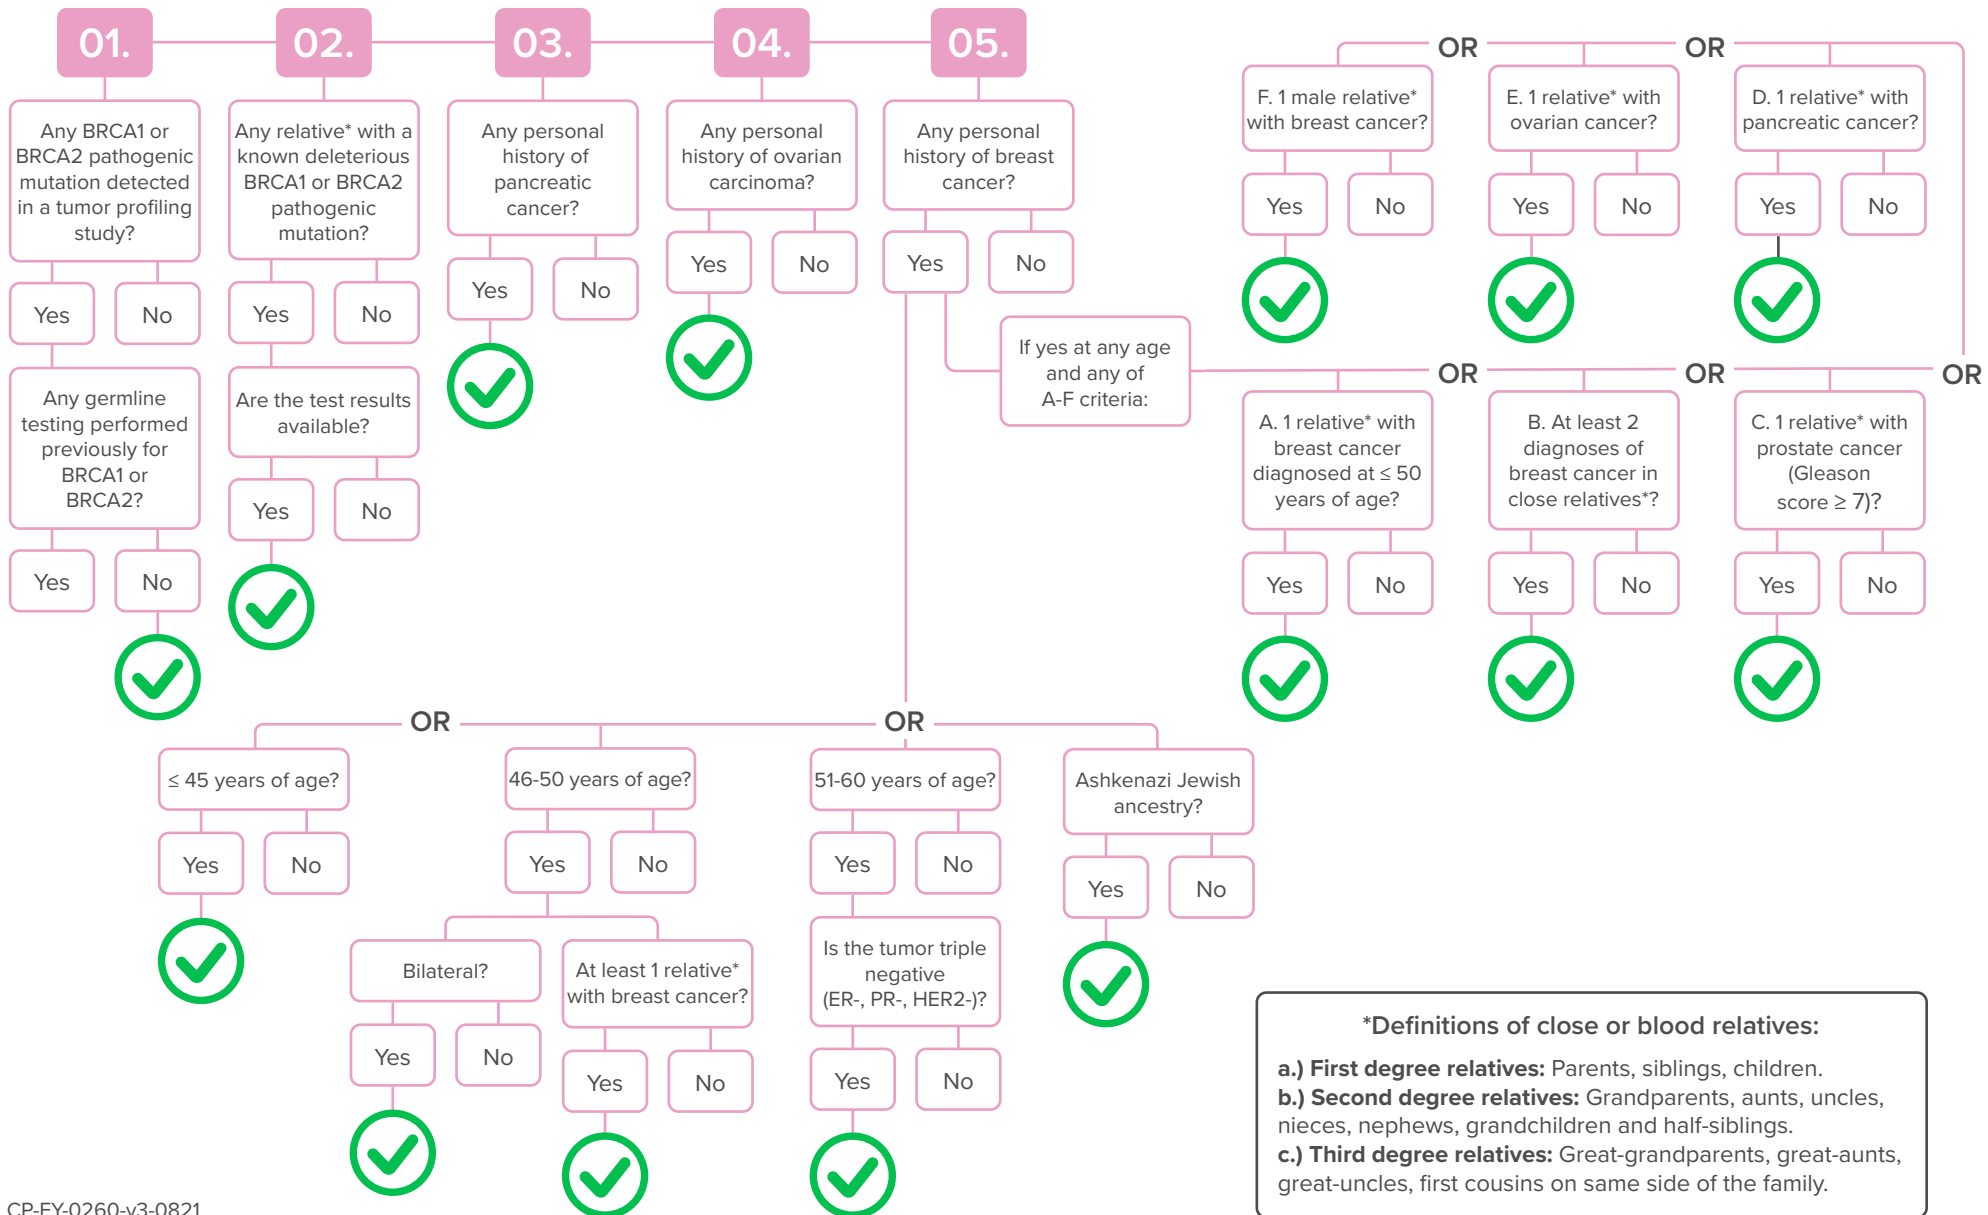 01.
02.
03.
04.
05.
Any BRCA1 or
BRCA2 pathogenic
mutation detected
in a tumor profiling
study?
Yes
No
Any germline
testing performed
previously for
BRCA1 or
BRCA2?
Yes
No
Any relative* with a
known deleterious
BRCA1 or BRCA2
pathogenic
mutation?
Yes
No
Are the test results
available?
Yes
No
Any personal
history of
pancreatic
cancer?
Yes
No
Any personal
history of ovarian
carcinoma?
Yes
No
Any personal
history of breast
cancer?
Yes
No
If yes at any age
and any of
A-F criteria:
OR
OR
F. 1 male relative*
with breast cancer?
Yes
No
E. 1 relative* with
ovarian cancer?
Yes
No
D. 1 relative* with
pancreatic cancer?
Yes
No
OR
OR
OR
A. 1 relative* with
breast cancer
diagnosed at ≤ 50
years of age?
Yes
No
B. At least 2
diagnoses of
breast cancer in
close relatives*?
Yes
No
C. 1 relative* with
prostate cancer
(Gleason
score ≥ 7)?
Yes
No
OR
OR
≤ 45 years of age?
Yes
No
46-50 years of age?
Yes
No
Bilateral?
Yes
No
At least 1 relative*
with breast cancer?
Yes
No
51-60 years of age?
Yes
No
Is the tumor triple
negative
(ER-, PR-, HER2-)?
Yes
No
Ashkenazi Jewish
ancestry?
Yes
No
*Definitions of close or blood relatives:
a.) First degree relatives: Parents, siblings, children.
b.) Second degree relatives: Grandparents, aunts, uncles,
nieces, nephews, grandchildren and half-siblings.
c.) Third degree relatives: Great-grandparents, great-aunts,
great-uncles, first cousins on same side of the family.
CP-EY-0260-v3-0821